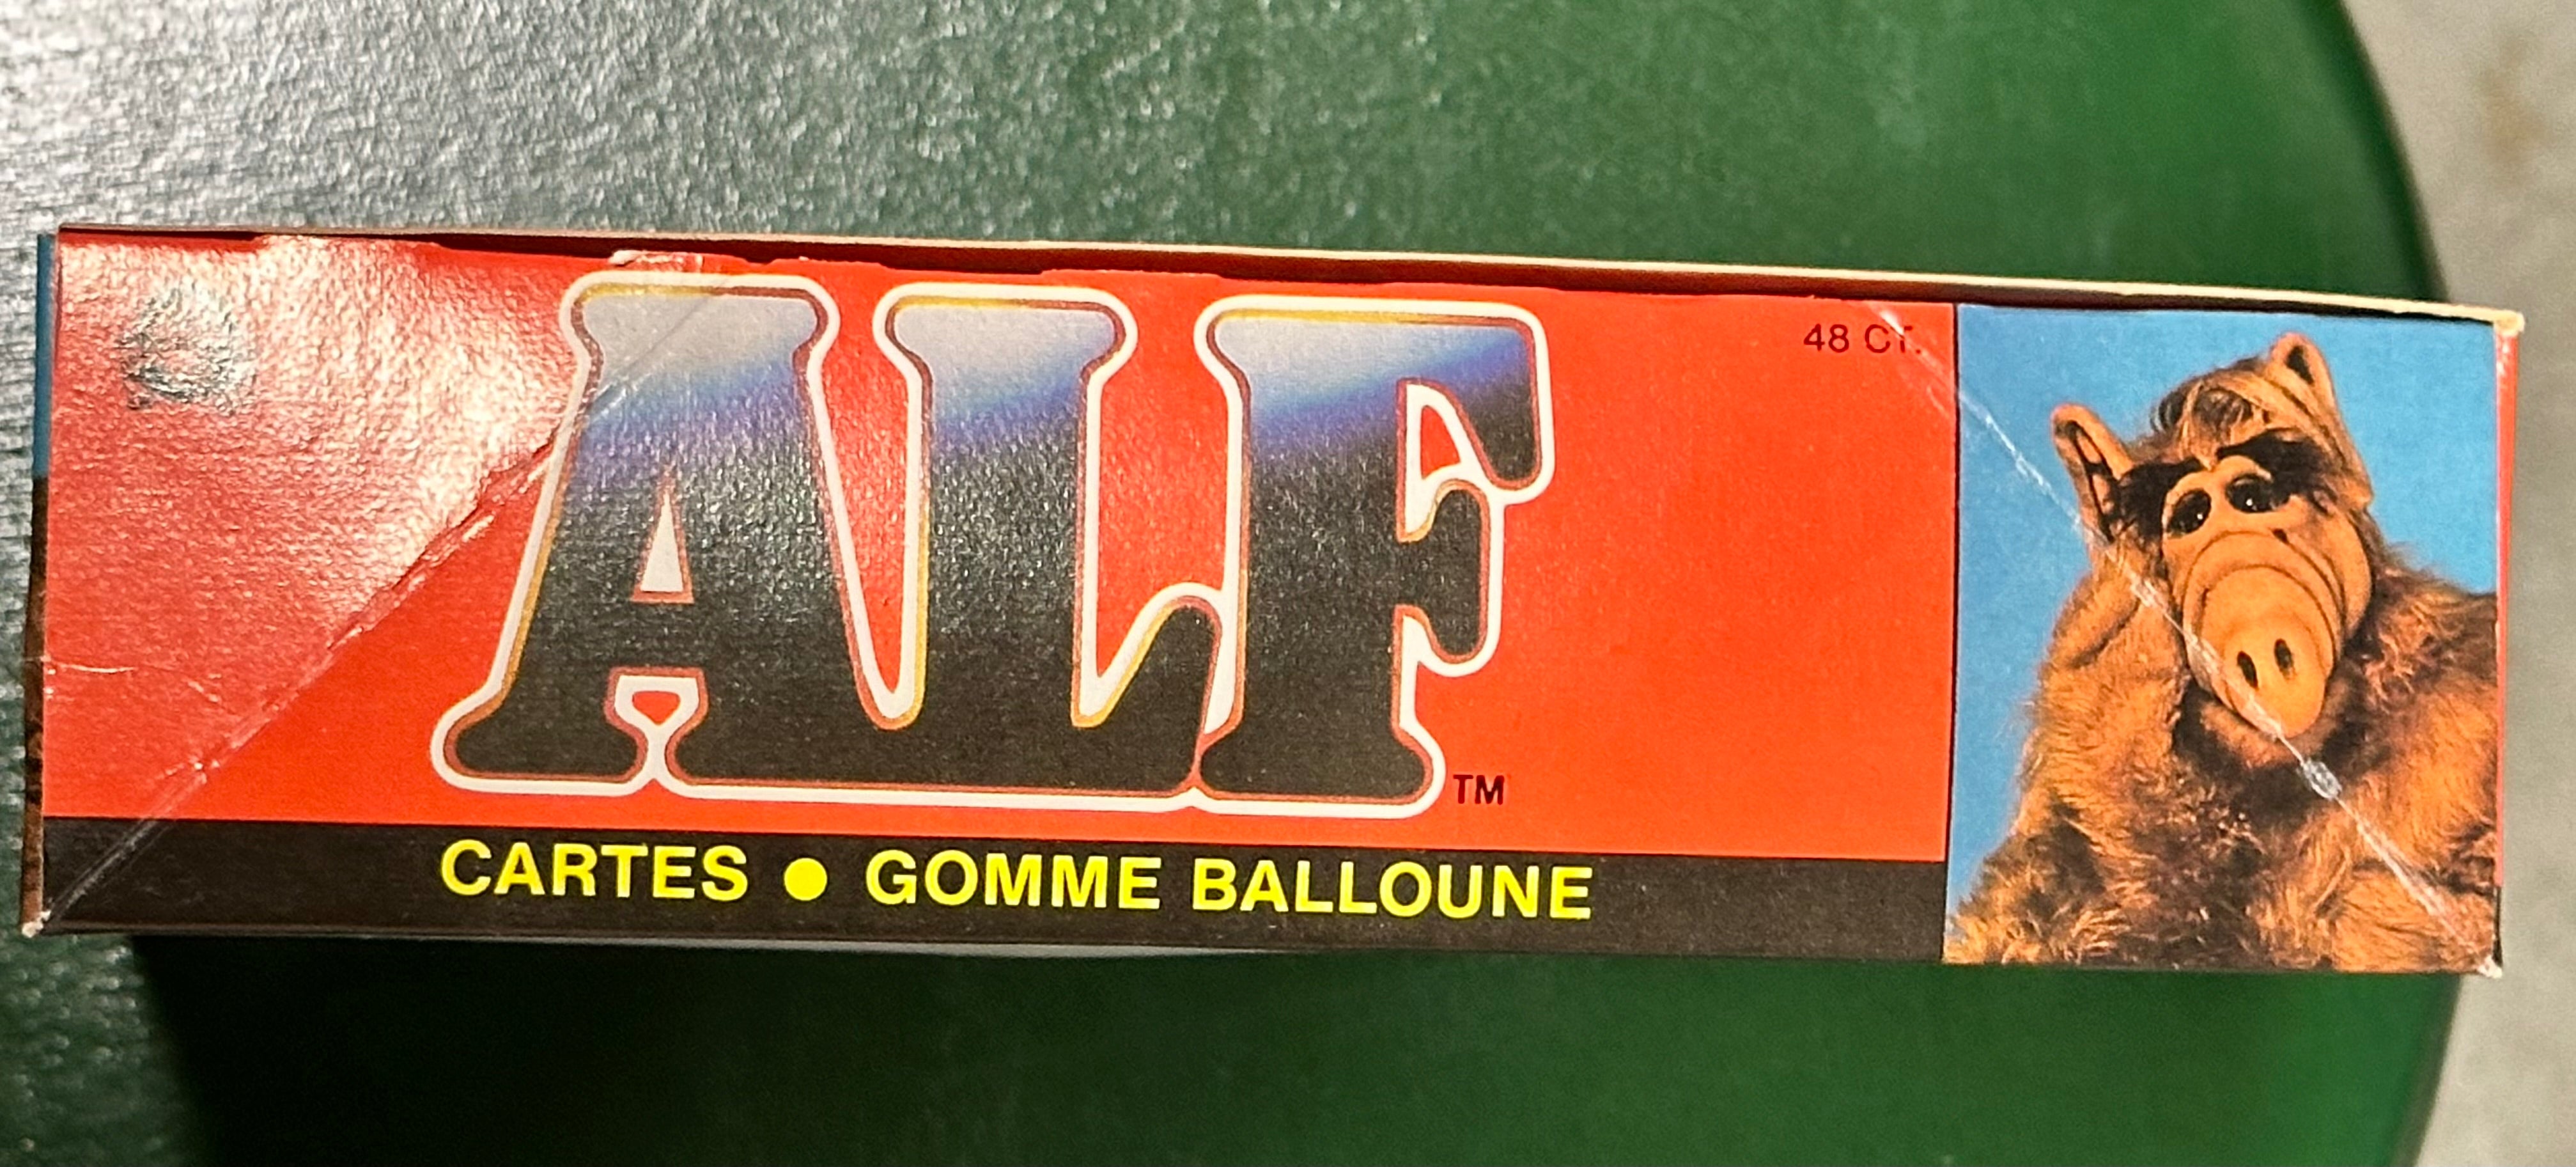 48 CT.
ALF
TM
CARTES ● GOMME BALLOUNE